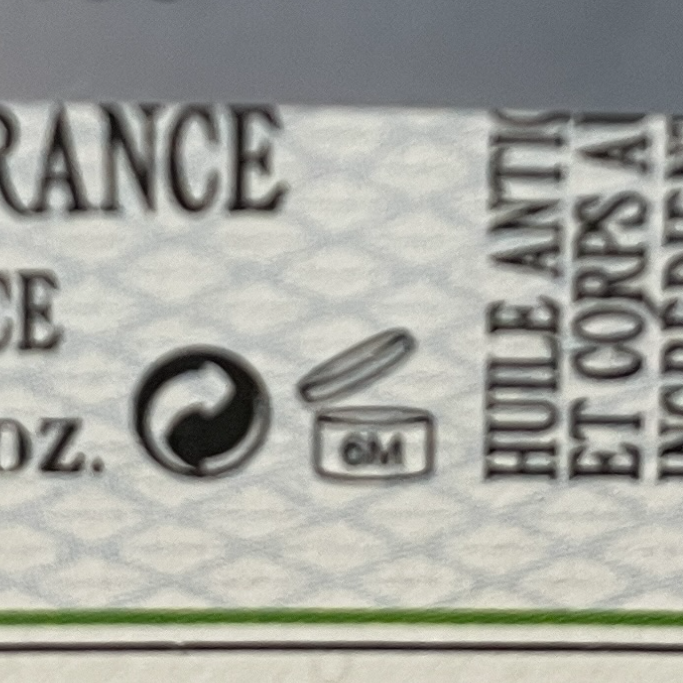 RANCE
CE
OZ.
6M
HUILE ANTI
ET CORPS A